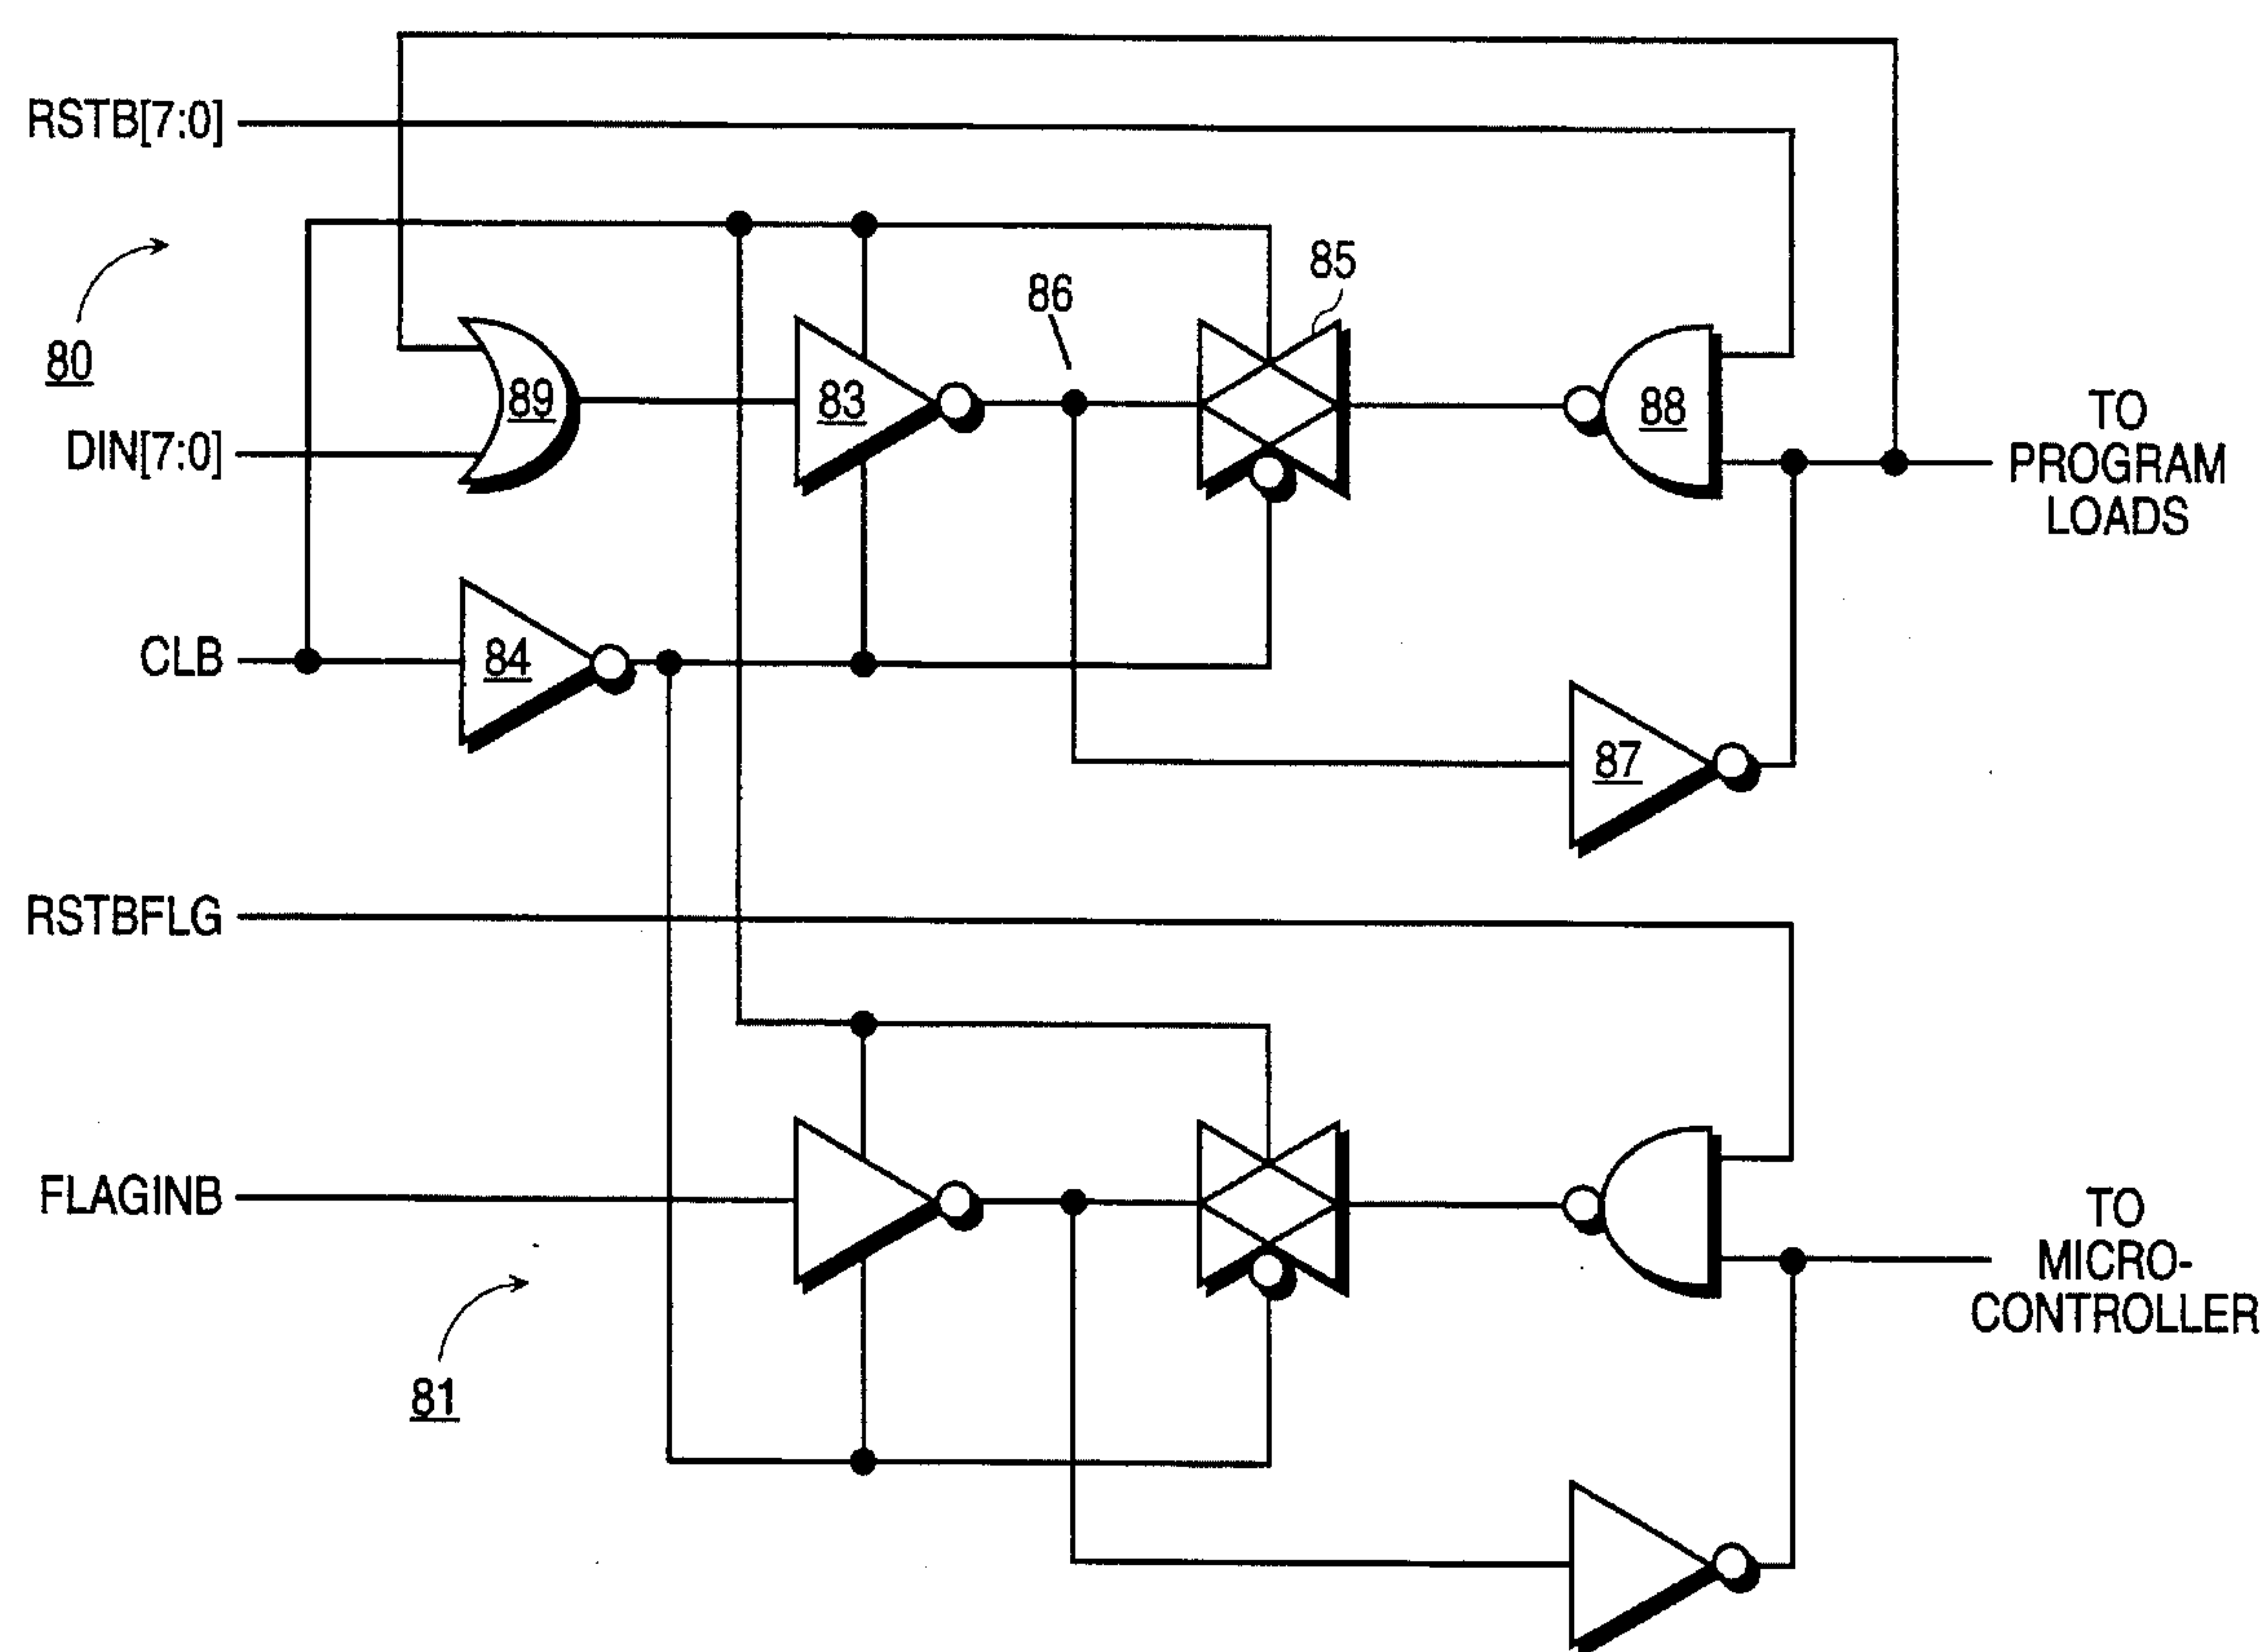 RSTB[7:0]
80
89
83
86
85
88
DIN[7:0]
TO
PROGRAM
LOADS
CLB
84
87
RSTBFLG
FLAGINB
81
TO
MICRO-
CONTROLLER